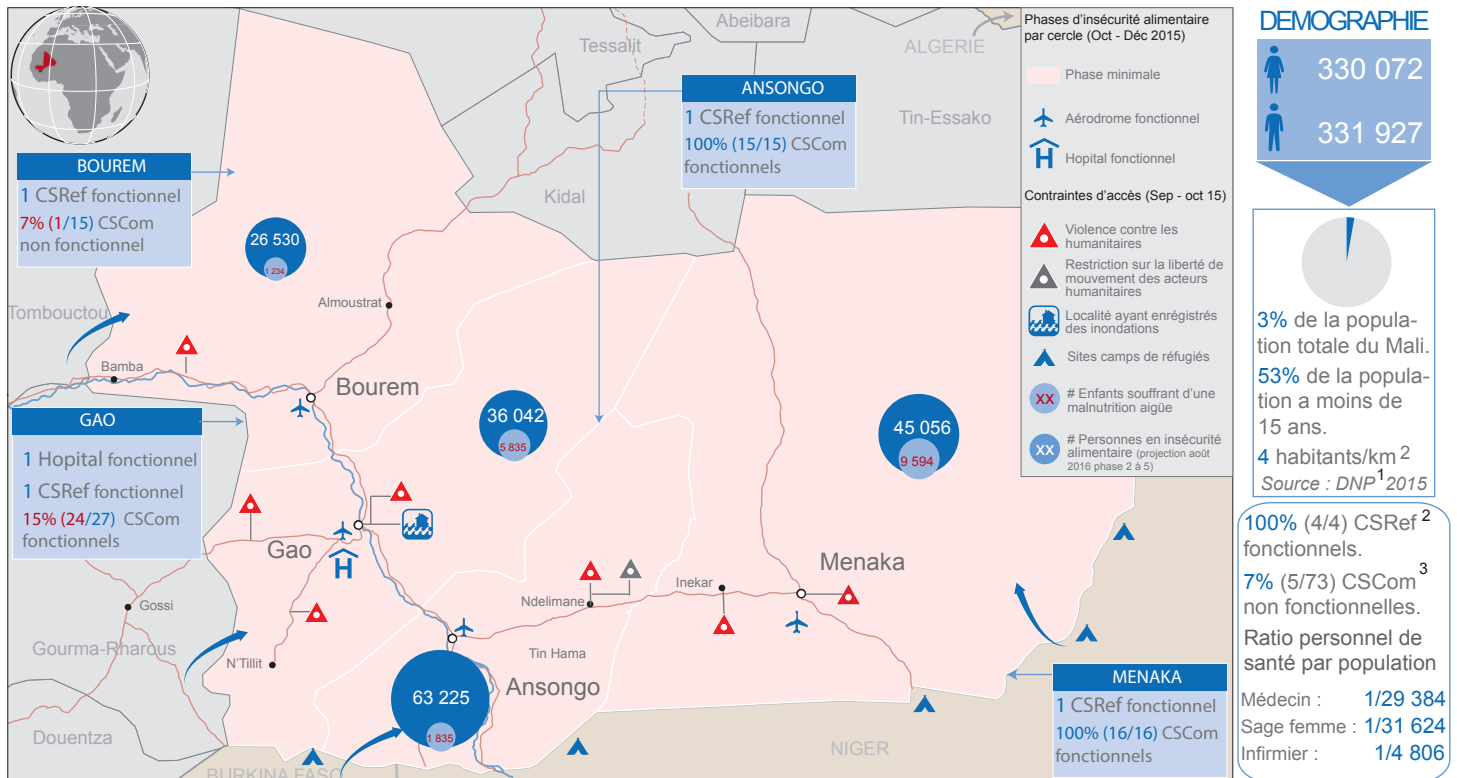 Abeibara
Tessalit
ALGERIE
Tin-Essako
Kidal
Tombouctou
Gossi
Gourma-Rharous
Douentza
BURKINA FASO
NIGER
BOUREM
1 CSRef fonctionnel
7% (1/15) CSCom
non fonctionnel
ANSONGO
1 CSRef fonctionnel
100% (15/15) CSCom
fonctionnels
GAO
1 Hopital fonctionnel
1 CSRef fonctionnel
15% (24/27) CSCom
fonctionnels
MENAKA
1 CSRef fonctionnel
100% (16/16) CSCom
fonctionnels
26 530
1 234
Almoustrat
Bamba
Bourem
36 042
5 835
45 056
9 594
Gao
H
N'Tillit
Ndelimane
Inekar
Menaka
Tin Hama
Ansongo
63 225
1 835
Phases d'insécurité alimentaire
par cercle (Oct - Déc 2015)
Phase minimale
Aérodrome fonctionnel
H
Hopital fonctionnel
Contraintes d'accès (Sep - oct 15)
Violence contre les
humanitaires
Restriction sur la liberté de
mouvement des acteurs
humanitaires
Localité ayant enrégistrés
des inondations
Sites camps de réfugiés
XX
# Enfants souffrant d'une
malnutrition aigüe
XX
# Personnes en insécurité
alimentaire (projection août
2016 phase 2 à 5)
DEMOGRAPHIE
330 072
331 927
3% de la popula-
tion totale du Mali.
53% de la popula-
tion a moins de
15 ans.
4 habitants/km 2
Source : DNP 1 2015
100% (4/4) CSRef 2
fonctionnels.
7% (5/73) CSCom 3
non fonctionnelles.
Ratio personnel de
santé par population
Médecin : 1/29 384
Sage femme : 1/31 624
Infirmier : 1/4 806